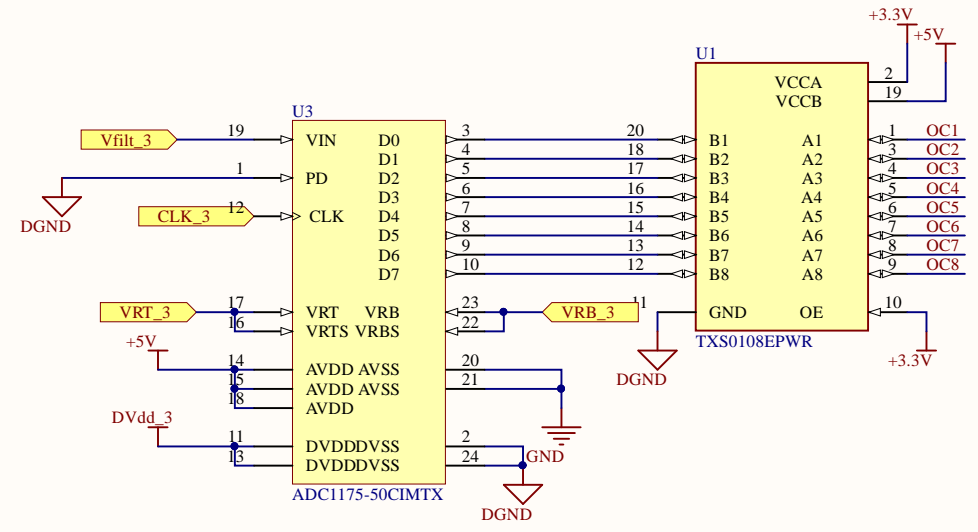 +3.3V
+5V
U1
2 VCCA
19 VCCB
U3
Vfilt_3 19 VIN D0 3 20 B1 A1 1 OC1
D1 4 18 B2 A2 3 OC2
1 PD D2 5 17 B3 A3 4 OC3
D3 6 16 B4 A4 5 OC4
DGND CLK_3 12 CLK D4 7 15 B5 A5 6 OC5
D5 8 14 B6 A6 7 OC6
D6 9 13 B7 A7 8 OC7
D7 10 12 B8 A8 9 OC8
VRT_3 17 VRT VRB 23 VRB_3 11 GND OE 10
16 VRTS VRBS 22
TXS0108EPWR
+5V
+3.3V
14 AVDD AVSS 20
DGND
15 AVDD AVSS 21
18 AVDD
DVdd_3
11 DVDDDVSS 2
GND
13 DVDDDVSS 24
ADC1175-50CIMTX
DGND